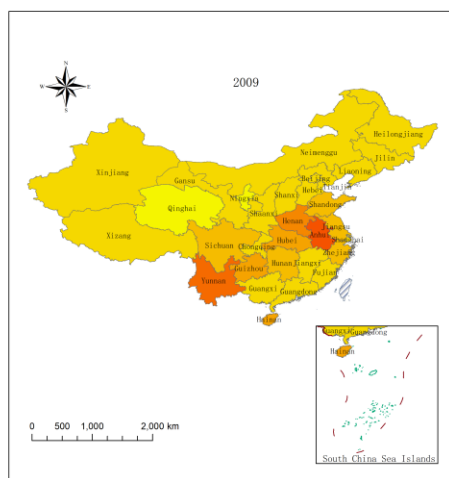 2009
N
W
E
S
Heilongjiang
Neimenggu
Jilin
Xinjiang
Liaoning
Gansu
Beijing
Tianjin
Hebei
Shanxi
Ningxia
Qinghai
Shandong
Shaanxi
Henan
Jiangsu
Xizang
Anhui
Shanghai
Hubei
Sichuan
Chongqing
Zhejiang
Hunan
Jiangxi
Guizhou
Fujian
Yunnan
Guangxi
Guangdong
Hainan
Guangxi
Guangdong
Hainan
0 500 1,000 2,000 km
South China Sea Islands